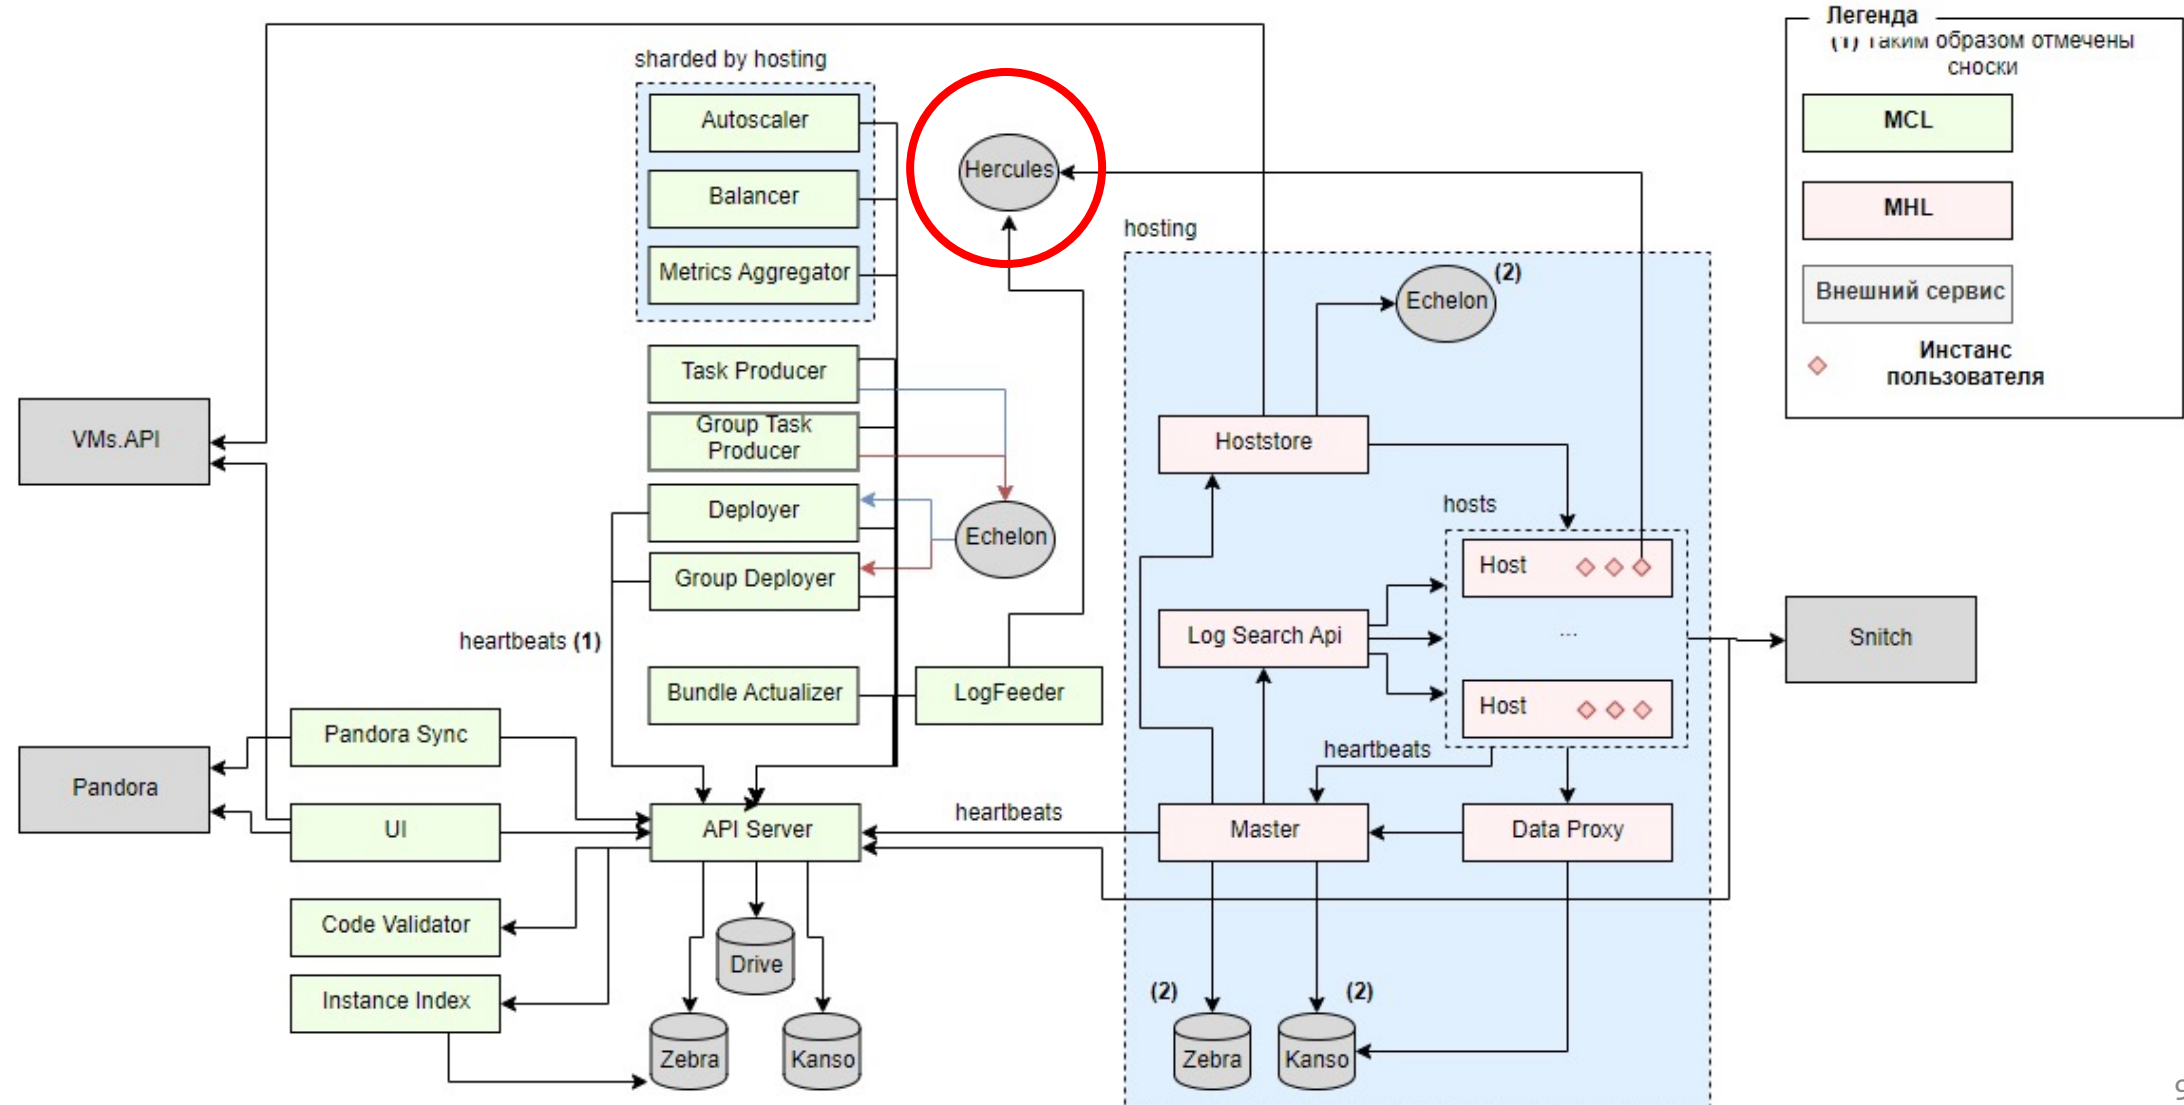 sharded by hosting
Autoscaler
Balancer
Metrics Aggregator
Hercules
hosting
Echelon
(2)
Легенда
(1) Таким образом отмечены
сноски
MCL
MHL
Внешний сервис
Инстанс
пользователя
Task Producer
Group Task
Producer
Deployer
Group Deployer
Echelon
VMs.API
Hoststore
hosts
Host
...
Host
Log Search Api
Snitch
heartbeats (1)
Bundle Actualizer
LogFeeder
Pandora Sync
Pandora
UI
API Server
heartbeats
heartbeats
Master
Data Proxy
Code Validator
Instance Index
Drive
Zebra
Kanso
(2)
Zebra
(2)
Kanso